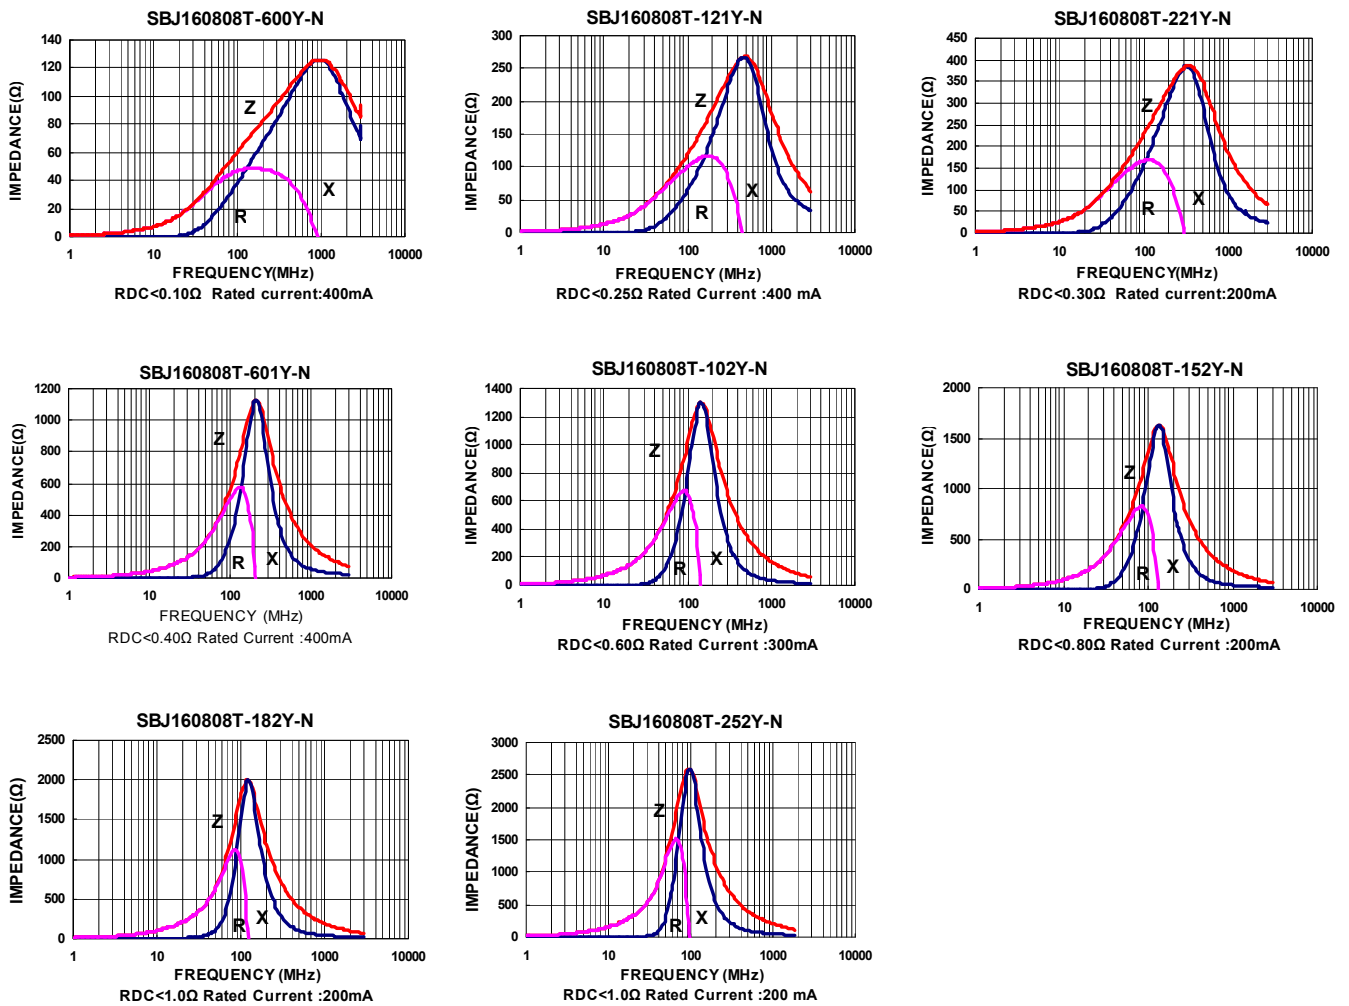 SBJ160808T-600Y-N
IMPEDANCE(Ω)
140
120
100
80
60
40
20
0
Z
R
X
1 10 100 1000 10000
FREQUENCY(MHz)
RDC<0.10Ω Rated current:400mA
SBJ160808T-121Y-N
IMPEDANCE(Ω)
300
250
200
150
100
50
0
Z
R
X
1 10 100 1000 10000
FREQUENCY(MHz)
RDC<0.25Ω Rated Current :400 mA
SBJ160808T-221Y-N
IMPEDANCE(Ω)
450
400
350
300
250
200
150
100
50
0
Z
R
X
1 10 100 1000 10000
FREQUENCY(MHz)
RDC<0.30Ω Rated current:200mA
SBJ160808T-601Y-N
IMPEDANCE(Ω)
1200
1000
800
600
400
200
0
Z
R
X
1 10 100 1000 10000
FREQUENCY (MHz)
RDC<0.40Ω Rated Current :400mA
SBJ160808T-102Y-N
IMPEDANCE(Ω)
1400
1200
1000
800
600
400
200
0
Z
R
X
1 10 100 1000 10000
FREQUENCY (MHz)
RDC<0.60Ω Rated Current :300mA
SBJ160808T-152Y-N
IMPEDANCE(Ω)
2000
1500
1000
500
0
Z
R
X
1 10 100 1000 10000
FREQUENCY (MHz)
RDC<0.80Ω Rated Current :200mA
SBJ160808T-182Y-N
IMPEDANCE(Ω)
2500
2000
1500
1000
500
0
Z
R
X
1 10 100 1000 10000
FREQUENCY (MHz)
RDC<1.0Ω Rated Current :200mA
SBJ160808T-252Y-N
IMPEDANCE(Ω)
3000
2500
2000
1500
1000
500
0
Z
R
X
1 10 100 1000 10000
FREQUENCY (MHz)
RDC<1.0Ω Rated Current :200 mA